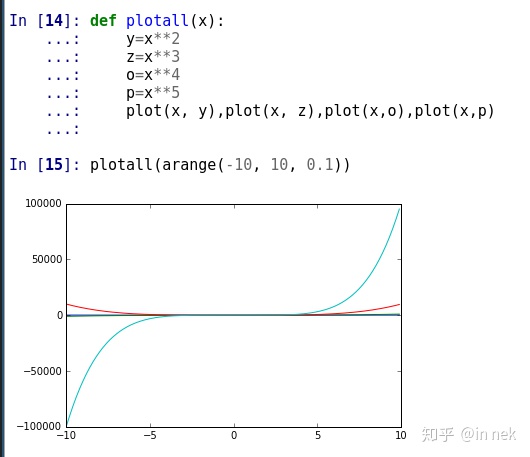 In [14]: def plotall(x):
...: y=x**2
...: z=x**3
...: o=x**4
...: p=x**5
...: plot(x, y),plot(x, z),plot(x,o),plot(x,p)
...:
In [15]: plotall(arange(-10, 10, 0.1))
100000
50000
0
−50000
−100000
−10 −5 0 5 10
知乎 @in nek